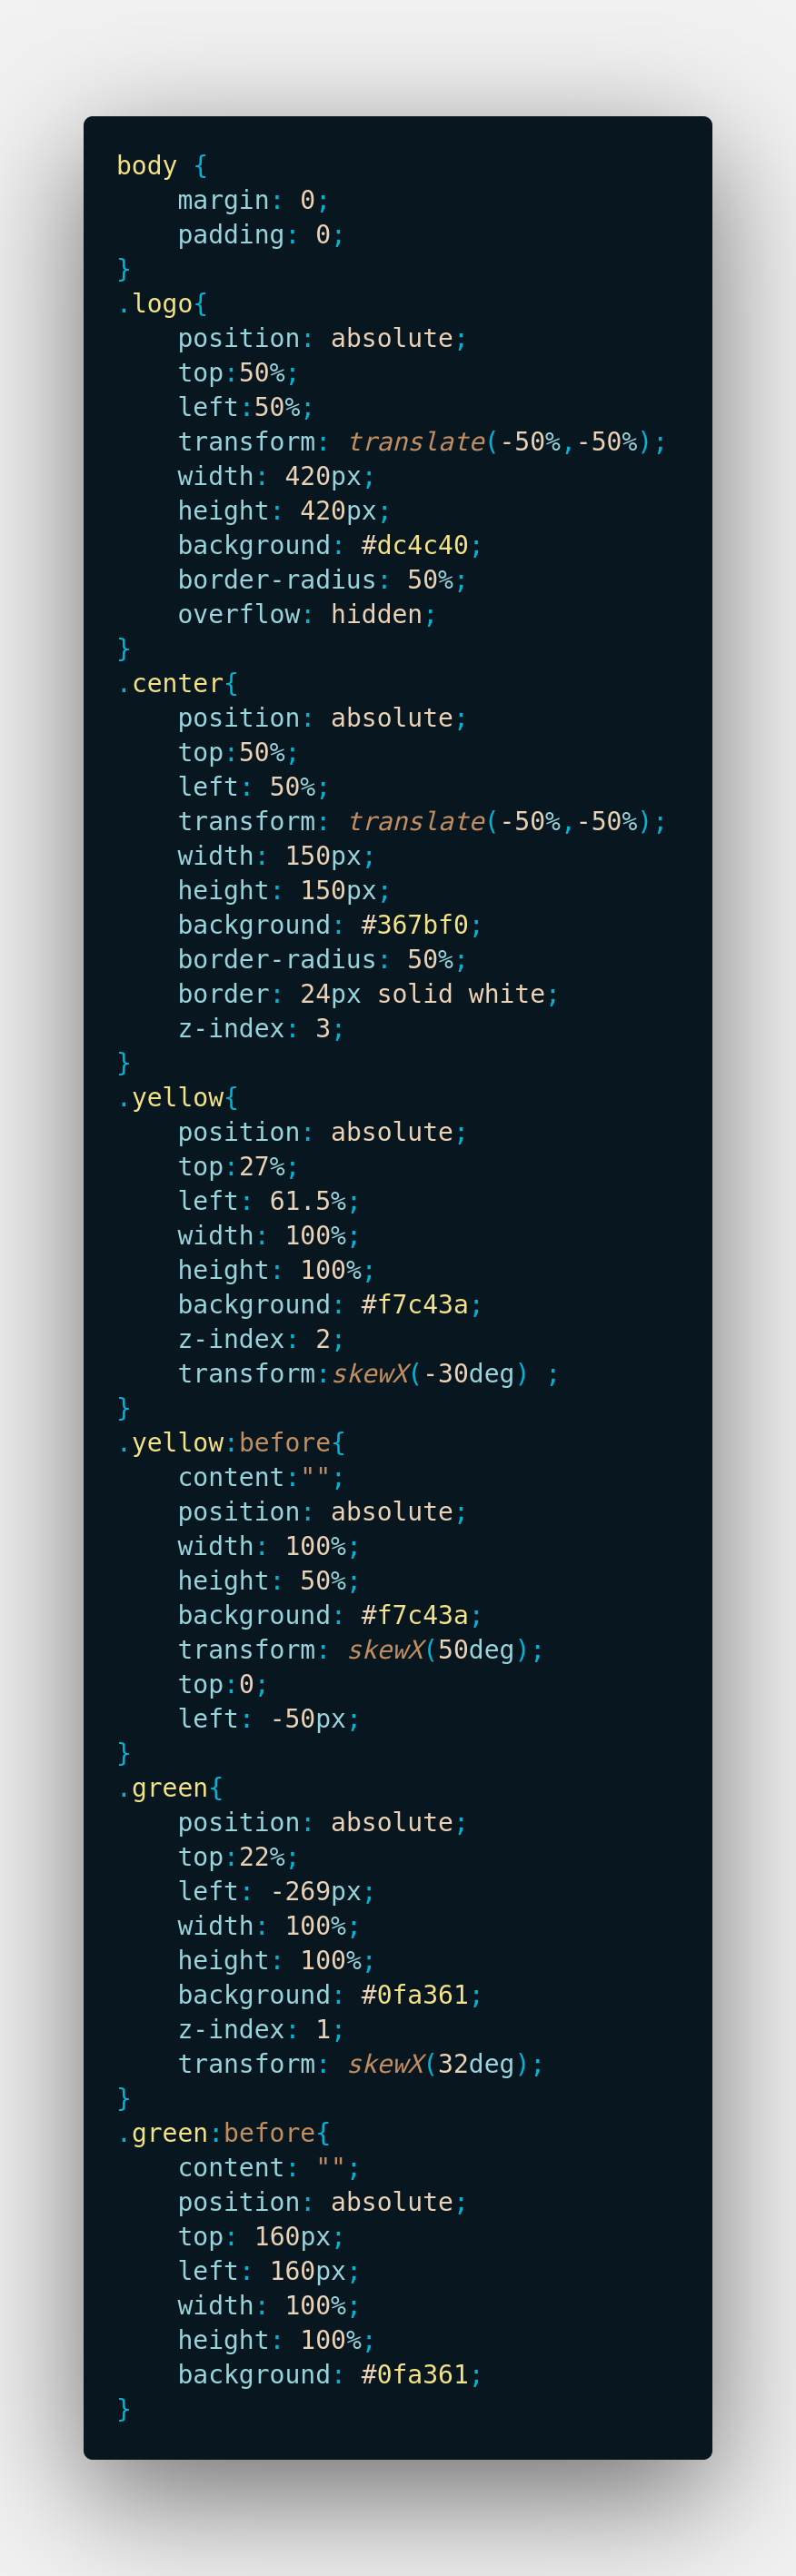 body {
    margin: 0;
    padding: 0;
}
.logo{
    position: absolute;
    top:50%;
    left:50%;
    transform: translate(-50%,-50%);
    width: 420px;
    height: 420px;
    background: #dc4c40;
    border-radius: 50%;
    overflow: hidden;
}
.center{
    position: absolute;
    top:50%;
    left: 50%;
    transform: translate(-50%,-50%);
    width: 150px;
    height: 150px;
    background: #367bf0;
    border-radius: 50%;
    border: 24px solid white;
    z-index: 3;
}
.yellow{
    position: absolute;
    top:27%;
    left: 61.5%;
    width: 100%;
    height: 100%;
    background: #f7c43a;
    z-index: 2;
    transform:skewX(-30deg) ;
}
.yellow:before{
    content:"";
    position: absolute;
    width: 100%;
    height: 50%;
    background: #f7c43a;
    transform: skewX(50deg);
    top:0;
    left: -50px;
}
.green{
    position: absolute;
    top:22%;
    left: -269px;
    width: 100%;
    height: 100%;
    background: #0fa361;
    z-index: 1;
    transform: skewX(32deg);
}
.green:before{
    content: "";
    position: absolute;
    top: 160px;
    left: 160px;
    width: 100%;
    height: 100%;
    background: #0fa361;
}